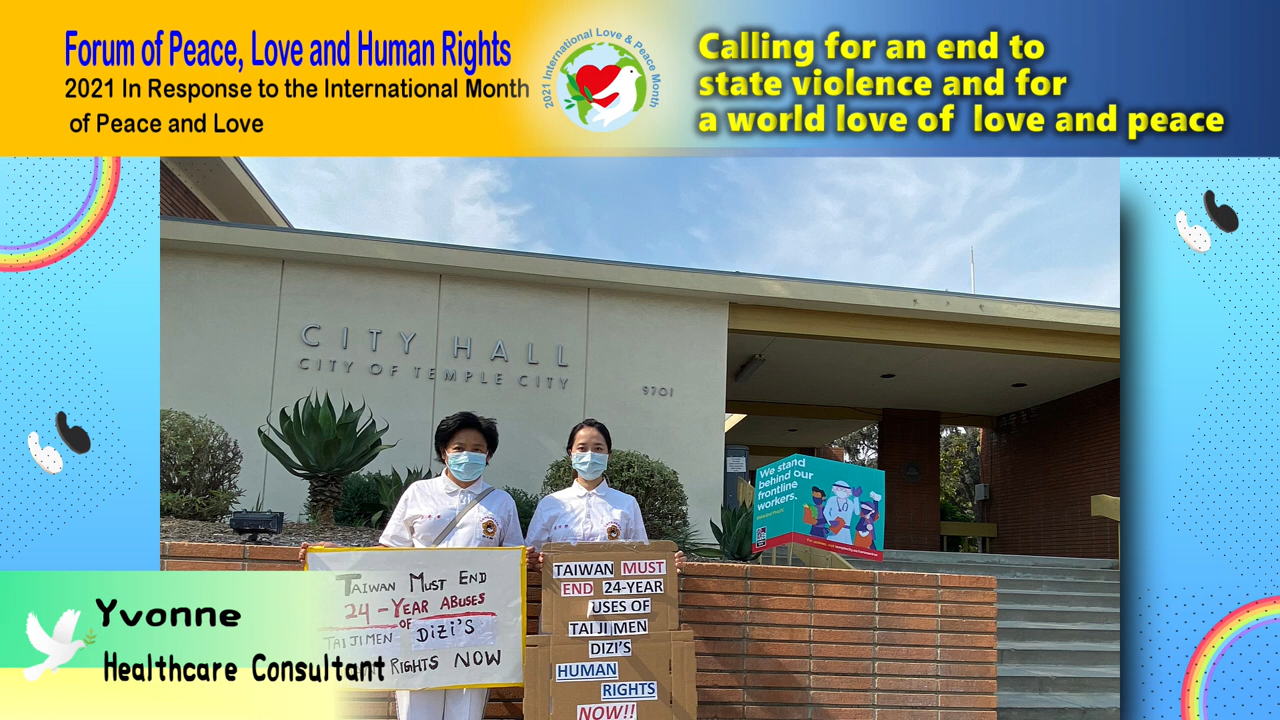 Forum of Peace, Love and Human Rights
2021 In Response to the International Month
of Peace and Love
2021 International Love & Peace Month
Calling for an end to
state violence and for
a world love of love and peace
CITY HALL
CITY OF TEMPLE CITY
9701
We stand
behind our
frontline
workers.
TAIWAN MUST END
24-YEAR ABUSES
OF
TAIJIMEN DIZI'S
RIGHTS NOW
TAIWAN MUST
END 24-YEAR
USES OF
TAI JI MEN
DIZI'S
HUMAN
RIGHTS
NOW!!
Yvonne
Healthcare Consultant